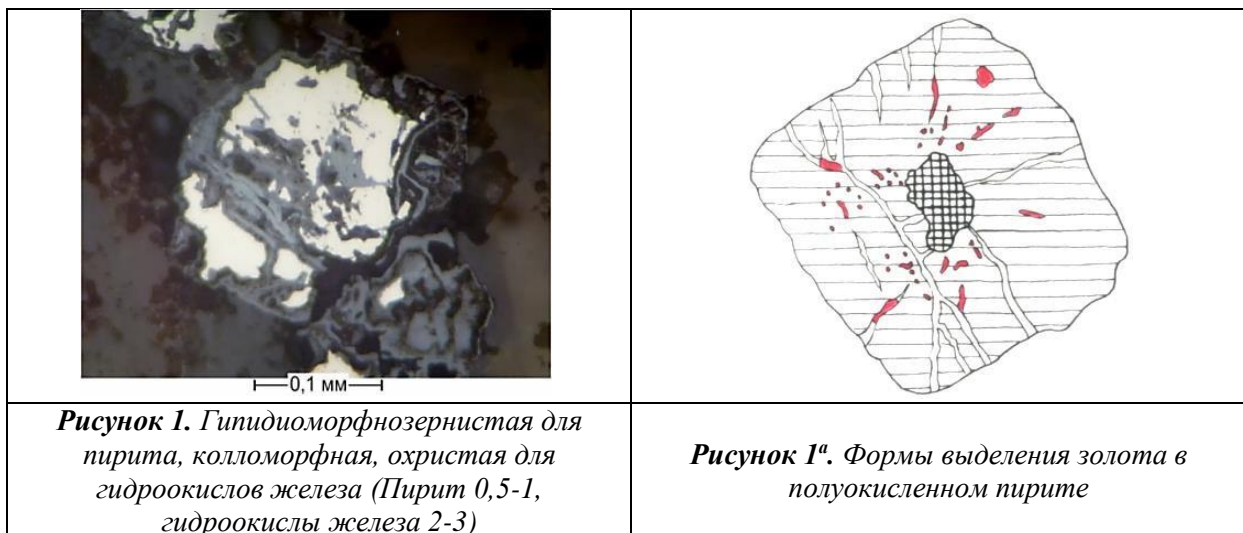 0,1 мм
Рисунок 1. Гипидиоморфнозернистая для
пирита, колломорфная, охристая для
гидроокислов железа (Пирит 0,5-1,
гидроокислы железа 2-3)
Рисунок 1ª. Формы выделения золота в
полуокисленном пирите